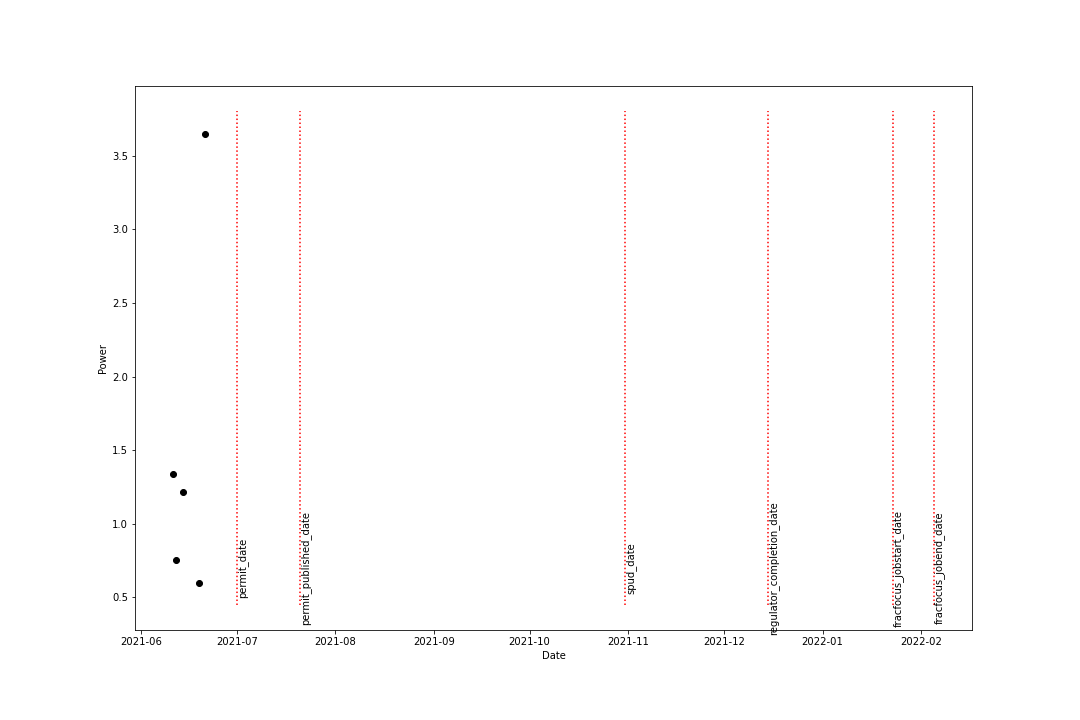 3.5
3.0
2.5
2.0
1.5
1.0
0.5
Power
permit_date
permit_published_date
spud_date
regulator_completion_date
fracfocus_jobstart_date
fracfocus_jobend_date
2021-06 2021-07 2021-08 2021-09 2021-10 2021-11 2021-12 2022-01 2022-02
Date